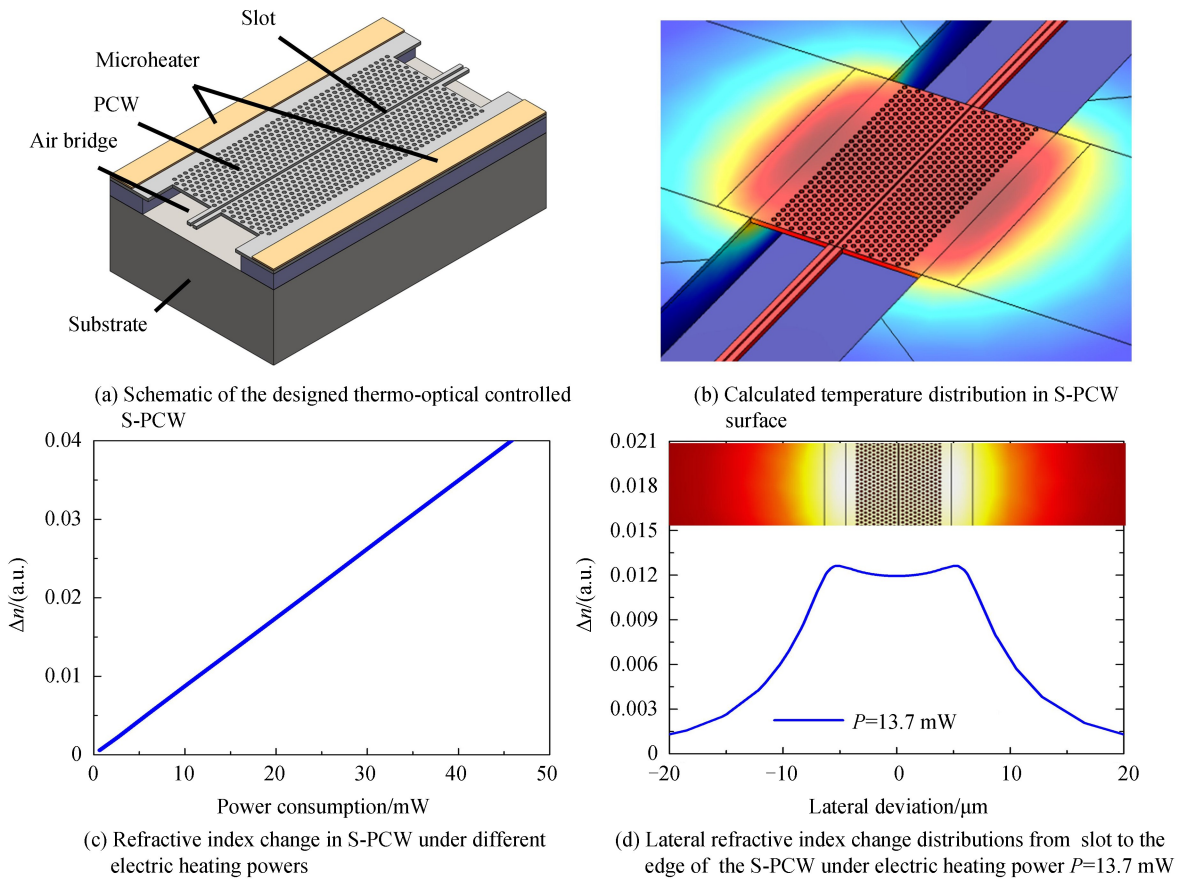 Slot
Microheater
PCW
Air bridge
Substrate
(a) Schematic of the designed thermo-optical controlled
S-PCW
(b) Calculated temperature distribution in S-PCW
surface
0.04
0.03
0.02
0.01
0
Δn/(a.u.)
0
10
20
30
40
50
Power consumption/mW
(c) Refractive index change in S-PCW under different
electric heating powers
0.021
0.018
0.015
0.012
0.009
0.006
0.003
0
Δn/(a.u.)
P=13.7 mW
−20
−10
0
10
20
Lateral deviation/μm
(d) Lateral refractive index change distributions from slot to the
edge of the S-PCW under electric heating power P=13.7 mW